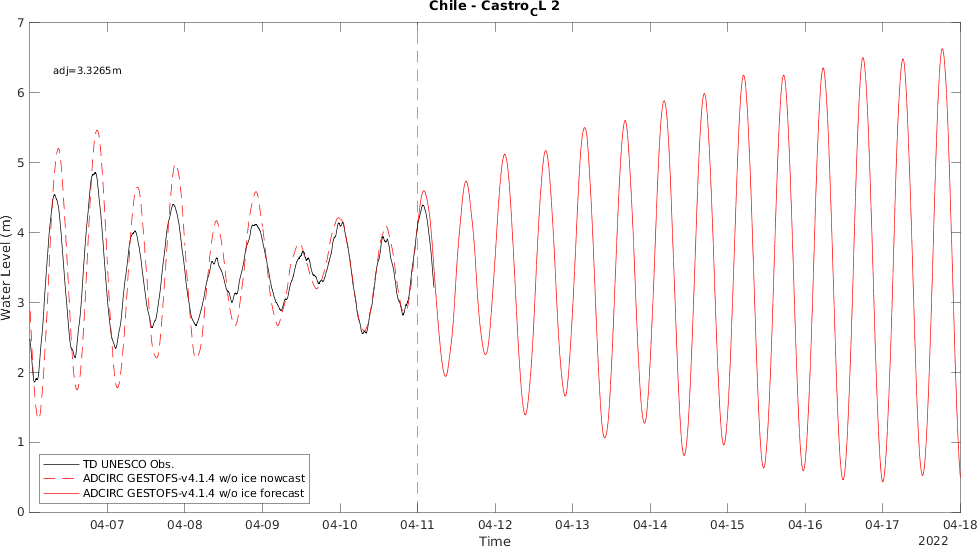 Chile - Castro_CL 2
adj=3.3265m
Water Level (m)
7
6
5
4
3
2
1
0
TD UNESCO Obs.
ADCIRC GESTOFS-v4.1.4 w/o ice nowcast
ADCIRC GESTOFS-v4.1.4 w/o ice forecast
04-07 04-08 04-09 04-10 04-11 04-12 04-13 04-14 04-15 04-16 04-17 04-18
Time
2022